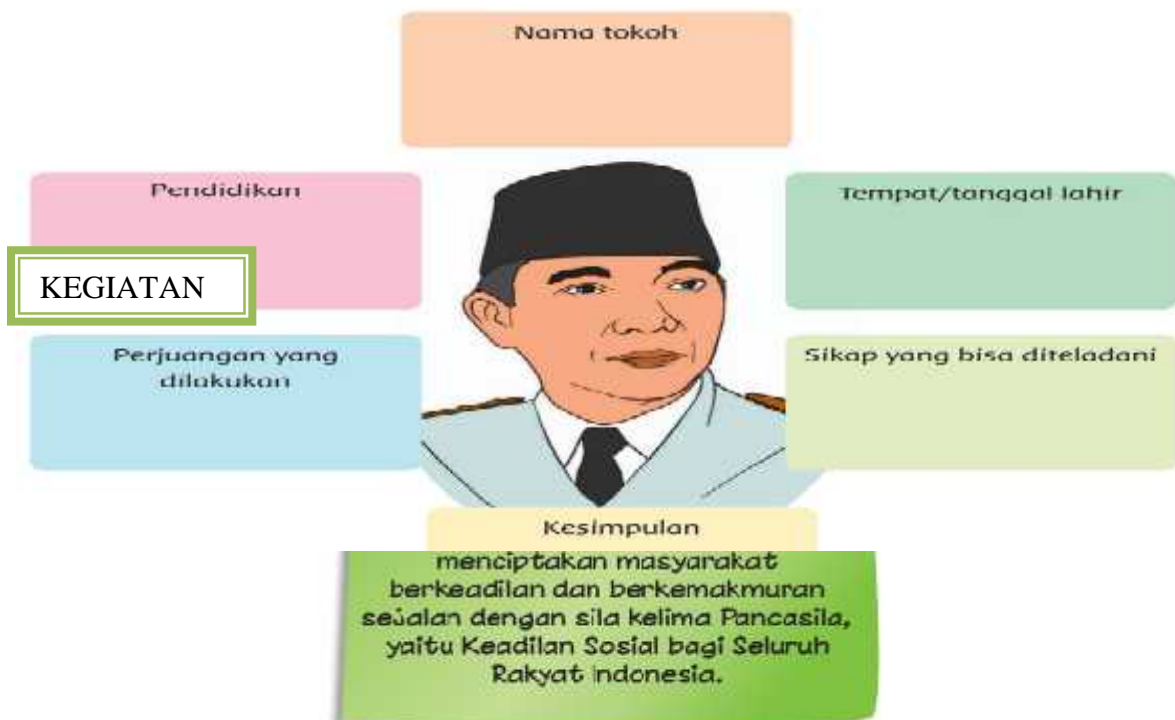 Nama tokoh
Pendidikan
Tempat/tanggal lahir
KEGIATAN
Perjuangan yang
dilakukan
Sikap yang bisa diteladani
Kesimpulan
menciptakan masyarakat
berkeadilan dan berkemakmuran
sejalan dengan sila kelima Pancasila,
yaitu Keadilan Sosial bagi Seluruh
Rakyat Indonesia.